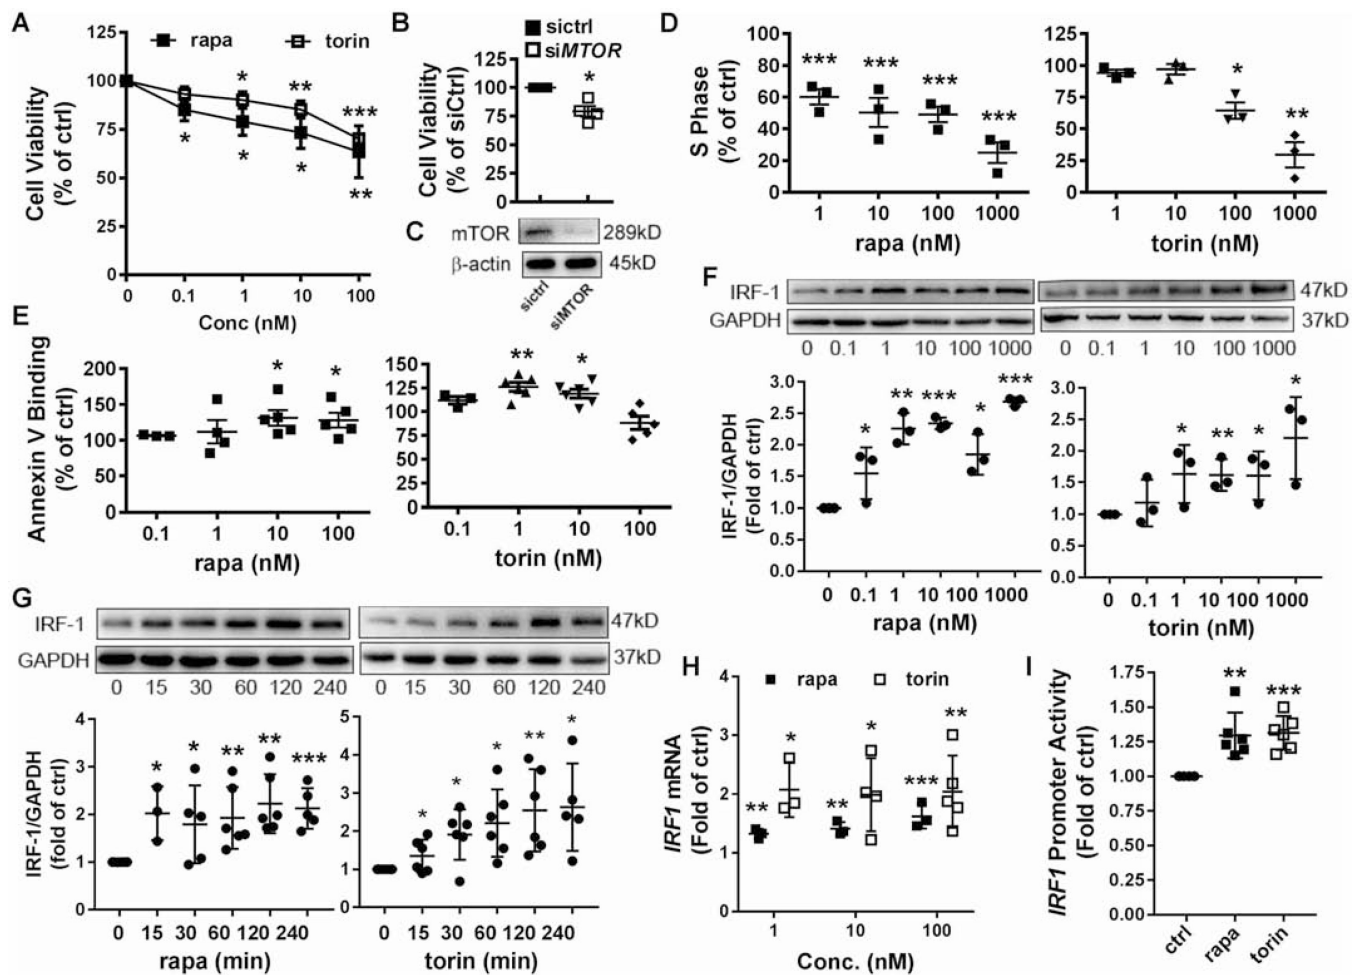 A
rapa
torin
Cell Viability
(% of ctrl)
125
100
75
50
25
0
*
**
***
*
*
*
**
0
0.1
1
10
100
Conc (nM)
B
sictrl
siMTOR
Cell Viability
(% of siCtrl)
125
100
75
50
25
0
*
C
mTOR
289kD
β-actin
45kD
sictrl
siMTOR
D
S Phase
(% of ctrl)
100
80
60
40
20
0
***
***
***
***
1
10
100
1000
rapa (nM)
125
100
75
50
25
0
*
**
1
10
100
1000
torin (nM)
E
Annexin V Binding
(% of ctrl)
200
150
100
50
0
*
*
0.1
1
10
100
rapa (nM)
150
125
100
75
50
25
0
**
*
0.1
1
10
100
torin (nM)
F
IRF-1
47kD
GAPDH
37kD
0 0.1 1 10 100 1000
0 0.1 1 10 100 1000
IRF-1/GAPDH
(Fold of ctrl)
3.0
2.5
2.0
1.5
1.0
0.5
0.0
*
**
***
*
***
0 0.1 1 10 100 1000
rapa (nM)
3.0
2.5
2.0
1.5
1.0
0.5
0.0
*
**
*
*
0 0.1 1 10 100 1000
torin (nM)
G
IRF-1
47kD
GAPDH
37kD
0 15 30 60 120 240
0 15 30 60 120 240
IRF-1/GAPDH
(fold of ctrl)
4
3
2
1
0
*
*
**
**
***
0 15 30 60 120 240
rapa (min)
5
4
3
2
1
0
*
*
*
**
*
0 15 30 60 120 240
torin (min)
H
rapa
torin
IRF1 mRNA
(Fold of ctrl)
4
3
2
1
0
**
*
**
*
***
**
1
10
100
Conc. (nM)
I
IRF1 Promoter Activity
(Fold of ctrl)
1.75
1.50
1.25
1.00
0.75
0.50
0.25
0.00
**
***
ctrl
rapa
torin